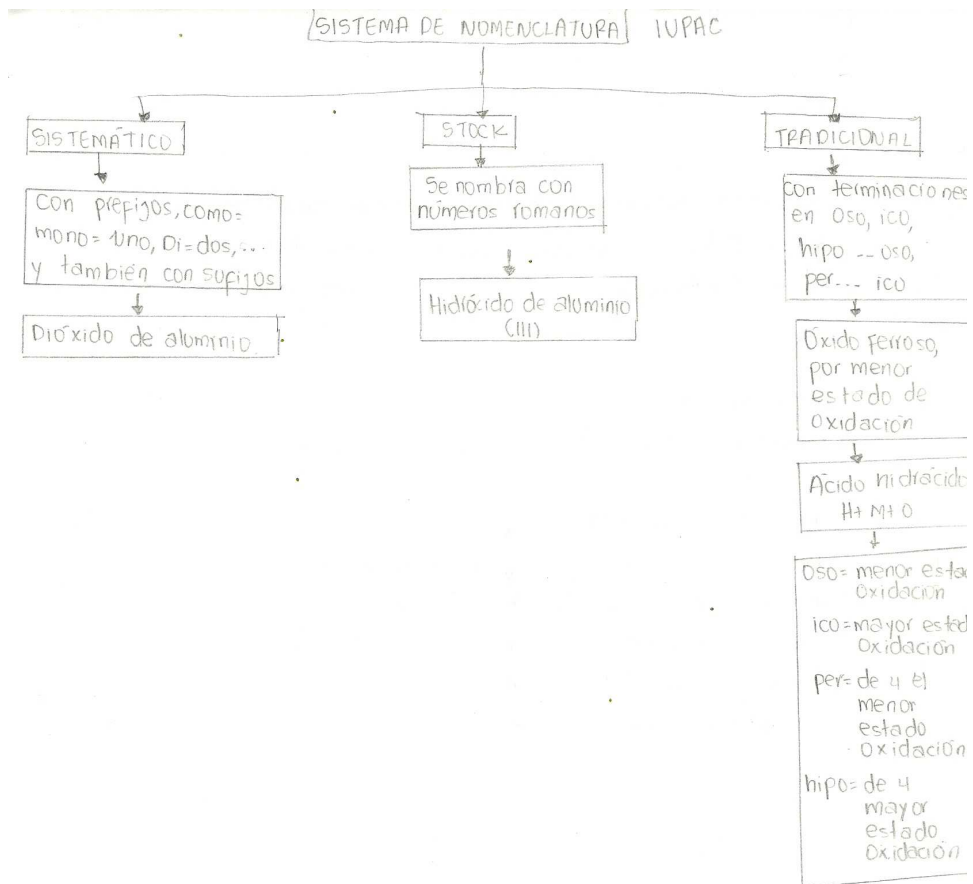 SISTEMA DE NOMENCLATURA IUPAC
SISTEMÁTICO
Con prefijos, como=
mono= uno, Di=dos,...
y también con sufijos
Dióxido de aluminio
STOCK
Se nombra con
números romanos
Hidrócido de aluminio
(III)
TRADICIONAL
Con terminaciones
en oso, ico,
hipo -- oso,
per... ico
Óxido Ferroso,
por menor
estado de
oxidación
Ácido hidrácido
H+ M+ O
oso= menor estad
oxidación
ico=mayor estad
oxidación
per= de 4 el
menor
estado
oxidación
hipo= de 4
mayor
estado
oxidación